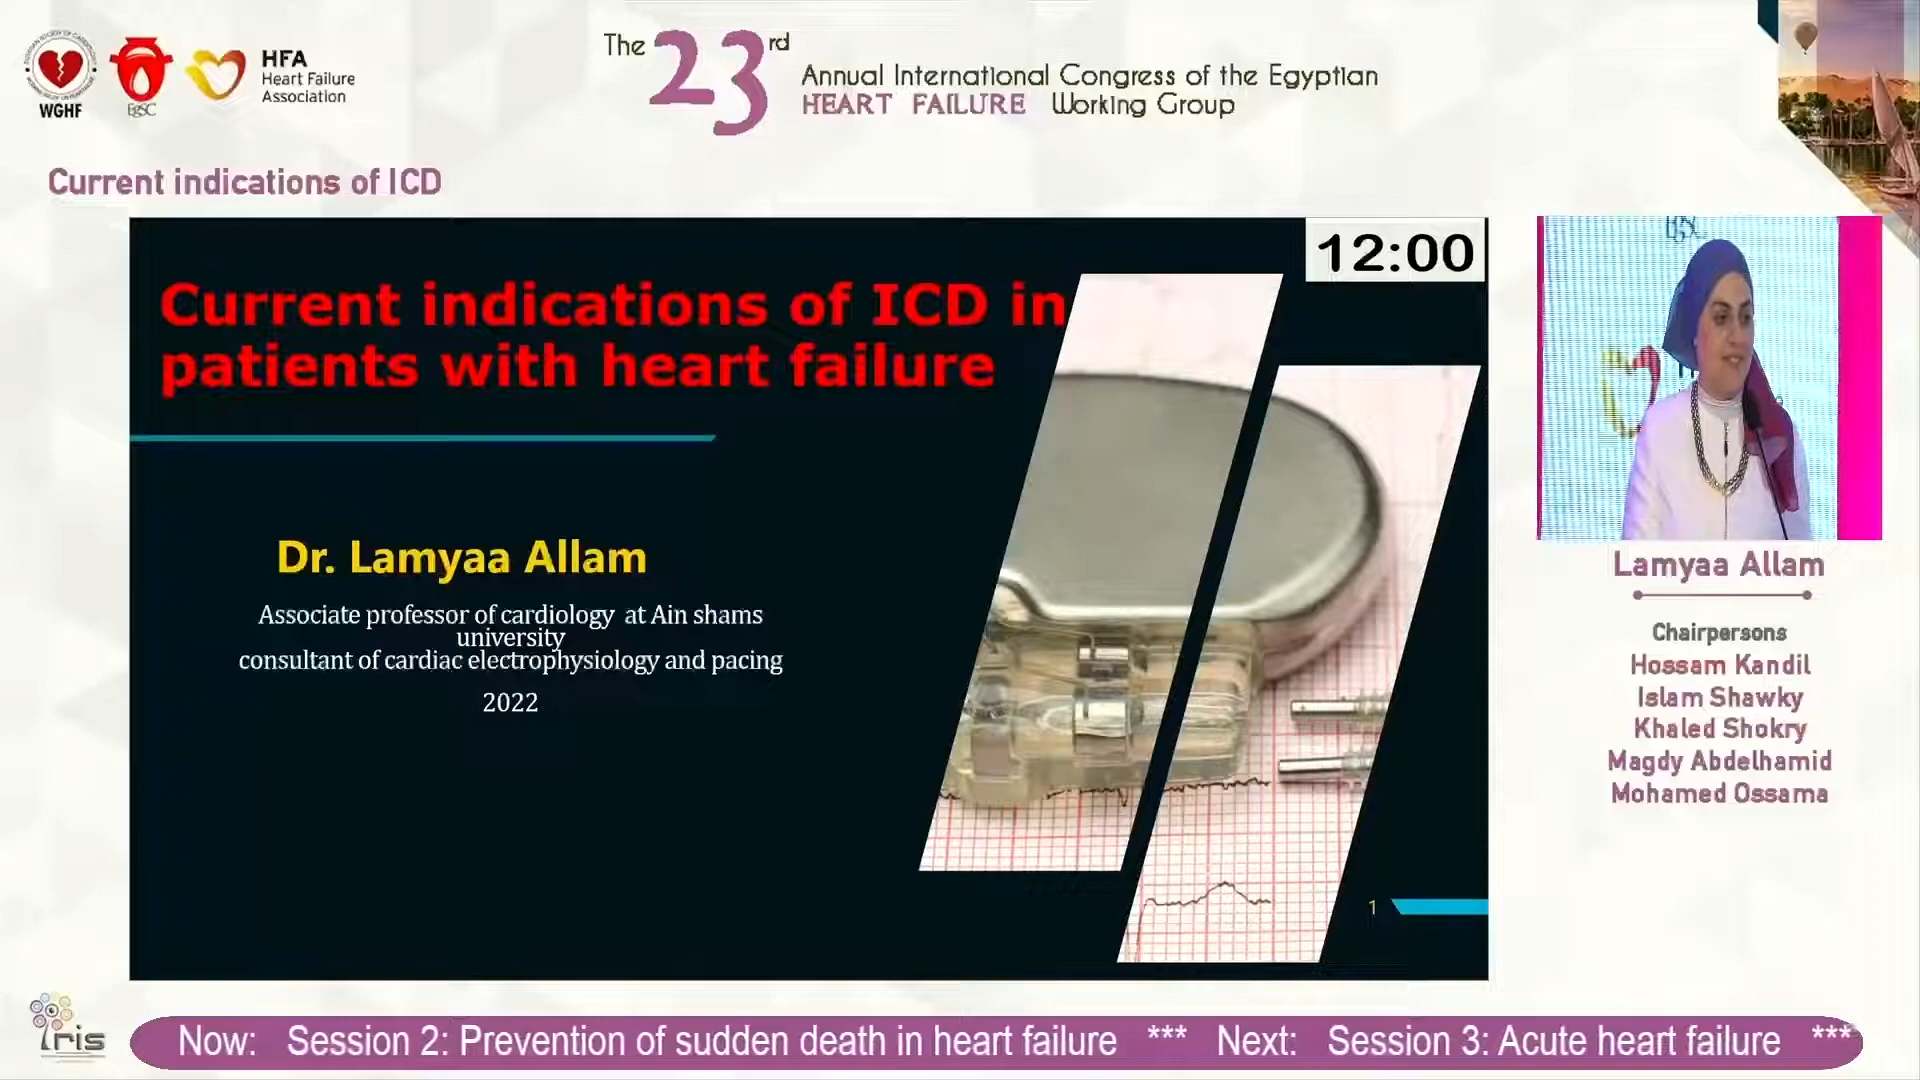 WGHF
EgSC
HFA
Heart Failure
Association
The 23rd
Annual International Congress of the Egyptian
HEART FAILURE Working Group
Current indications of ICD
12:00
Current indications of ICD in
patients with heart failure
Dr. Lamyaa Allam
Associate professor of cardiology at Ain shams
university
consultant of cardiac electrophysiology and pacing
2022
1
Lamyaa Allam
Chairpersons
Hossam Kandil
Islam Shawky
Khaled Shokry
Magdy Abdelhamid
Mohamed Ossama
iris
Now: Session 2: Prevention of sudden death in heart failure *** Next: Session 3: Acute heart failure ***